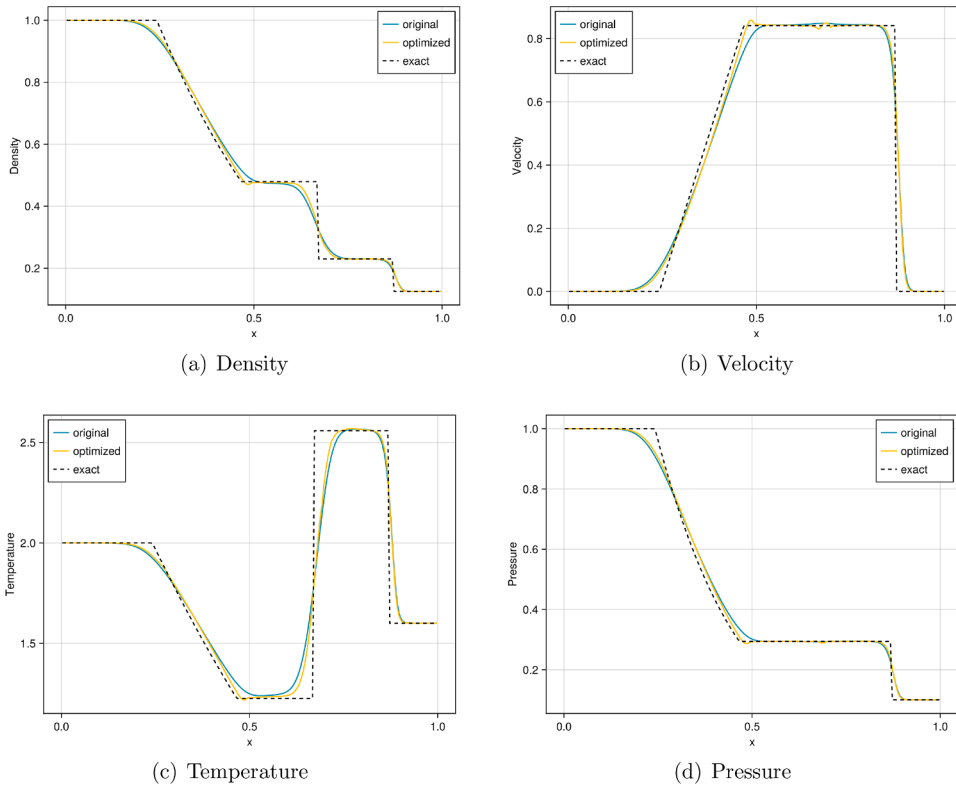 1.0
0.8
0.6
0.4
0.2
Density
0.0
0.5
1.0
x
original
optimized
exact
(a) Density
0.8
0.6
0.4
0.2
0.0
Velocity
0.0
0.5
1.0
x
original
optimized
exact
(b) Velocity
2.5
2.0
1.5
Temperature
0.0
0.5
1.0
x
original
optimized
exact
(c) Temperature
1.0
0.8
0.6
0.4
0.2
Pressure
0.0
0.5
1.0
x
original
optimized
exact
(d) Pressure